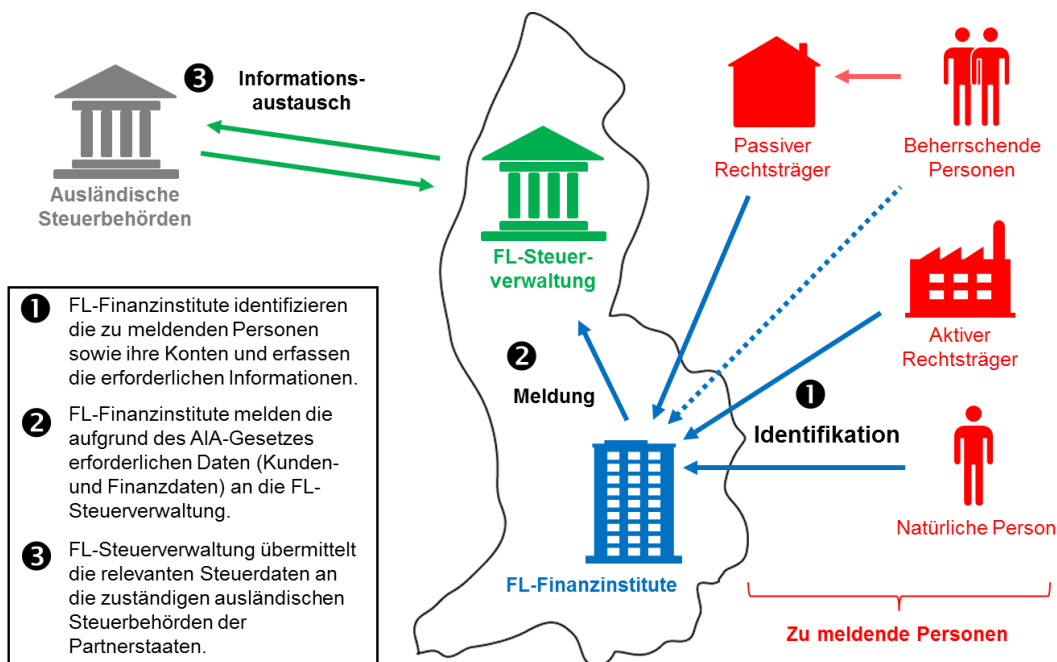 ❸ Informations-
austausch
Ausländische
Steuerbehörden
FL-Steuer-
verwaltung
Passiver
Rechtsträger
Beherrschende
Personen
Aktiver
Rechtsträger
❷
Meldung
❶
Identifikation
Natürliche Person
FL-Finanzinstitute
Zu meldende Personen
❶ FL-Finanzinstitute identifizieren
die zu meldenden Personen
sowie ihre Konten und erfassen
die erforderlichen Informationen.
❷ FL-Finanzinstitute melden die
aufgrund des AIA-Gesetzes
erforderlichen Daten (Kunden-
und Finanzdaten) an die FL-
Steuerverwaltung.
❸ FL-Steuerverwaltung übermittelt
die relevanten Steuerdaten an
die zuständigen ausländischen
Steuerbehörden der
Partnerstaaten.